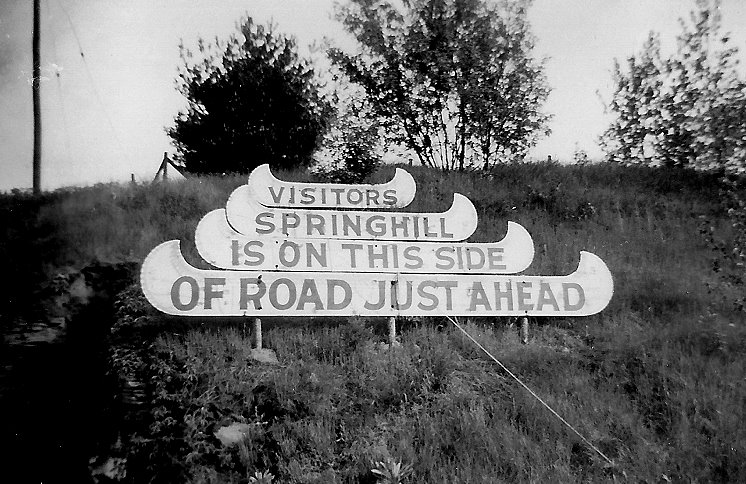 VISITORS
SPRINGHILL
IS ON THIS SIDE
OF ROAD JUST AHEAD